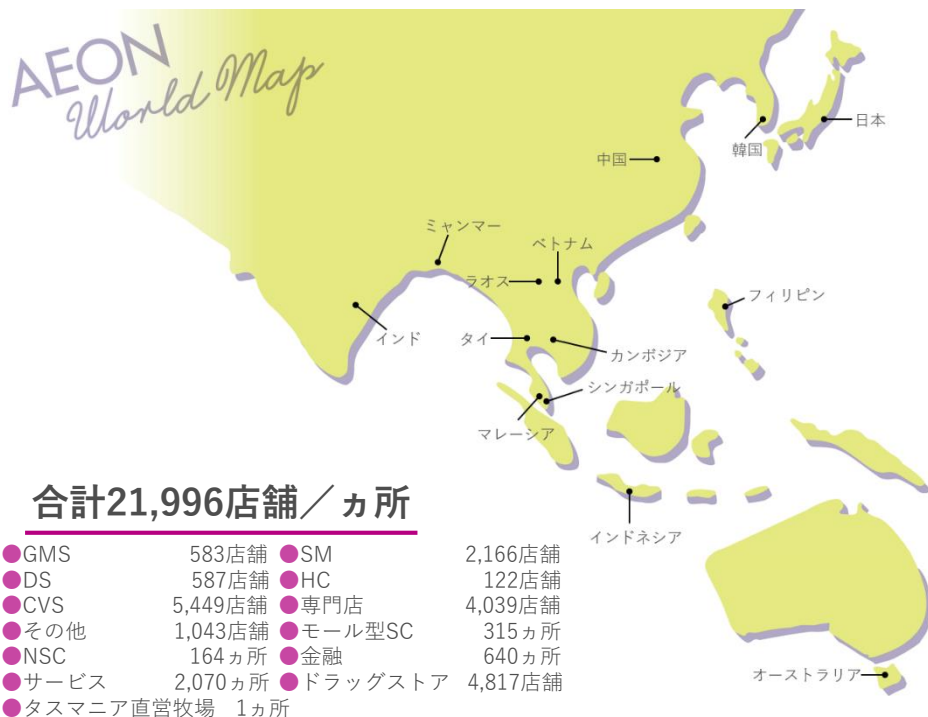 AEON
World Map
日本
韓国
中国
ミャンマー
ベトナム
ラオス
フィリピン
インド
タイ
カンボジア
シンガポール
マレーシア
インドネシア
オーストラリア
合計21,996店舗／ヵ所
●GMS 583店舗 ●SM 2,166店舗
●DS 587店舗 ●HC 122店舗
●CVS 5,449店舗 ●専門店 4,039店舗
●その他 1,043店舗 ●モール型SC 315ヵ所
●NSC 164ヵ所 ●金融 640ヵ所
●サービス 2,070ヵ所 ●ドラッグストア 4,817店舗
●タスマニア直営牧場 1ヵ所